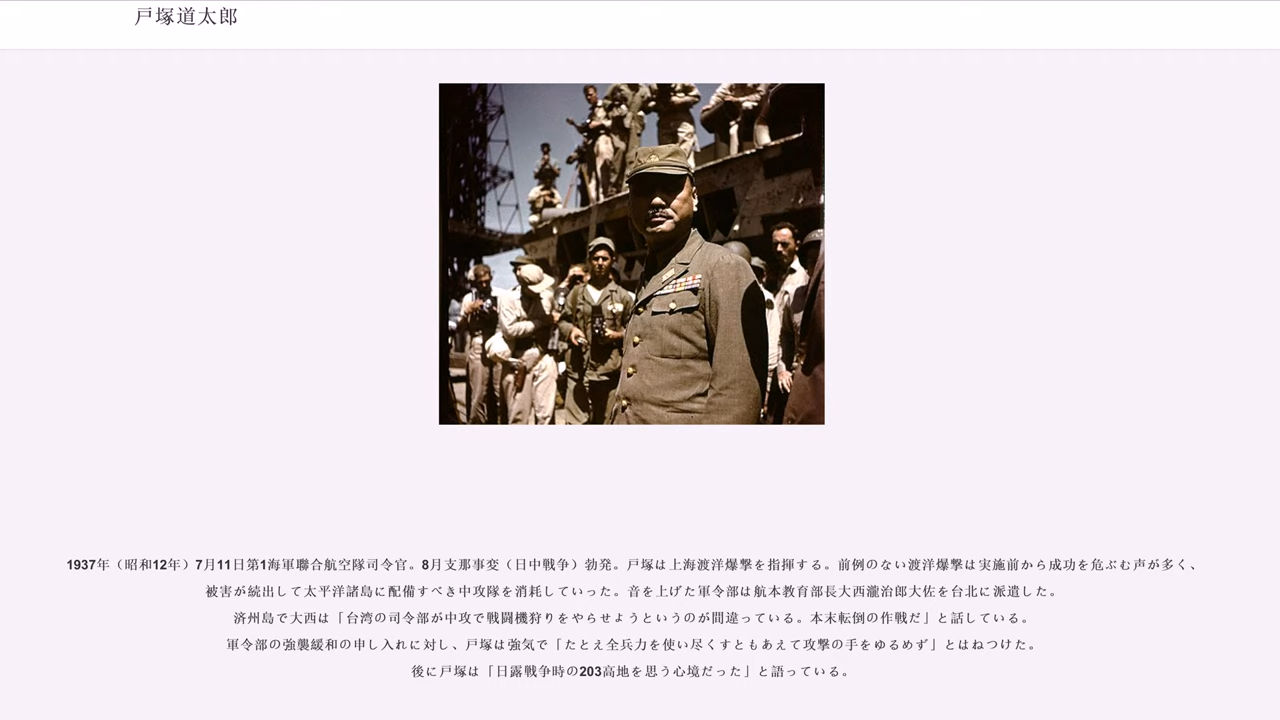 戸塚道太郎
1937年（昭和12年）7月11日第1海軍聯合航空隊司令官。8月支那事変（日中戦争）勃発。戸塚は上海渡洋爆撃を指揮する。前例のない渡洋爆撃は実施前から成功を危ぶむ声が多く、
被害が続出して太平洋諸島に配備すべき中攻隊を消耗していった。音を上げた軍令部は航本教育部長大西瀧治郎大佐を台北に派遣した。
済州島で大西は「台湾の司令部が中攻で戦闘機狩りをやらせようというのが間違っている。本末転倒の作戦だ」と話している。
軍令部の強襲緩和の申し入れに対し、戸塚は強気で「たとえ全兵力を使い尽くすともあえて攻撃の手をゆるめず」とはねつけた。
後に戸塚は「日露戦争時の203高地を思う心境だった」と語っている。